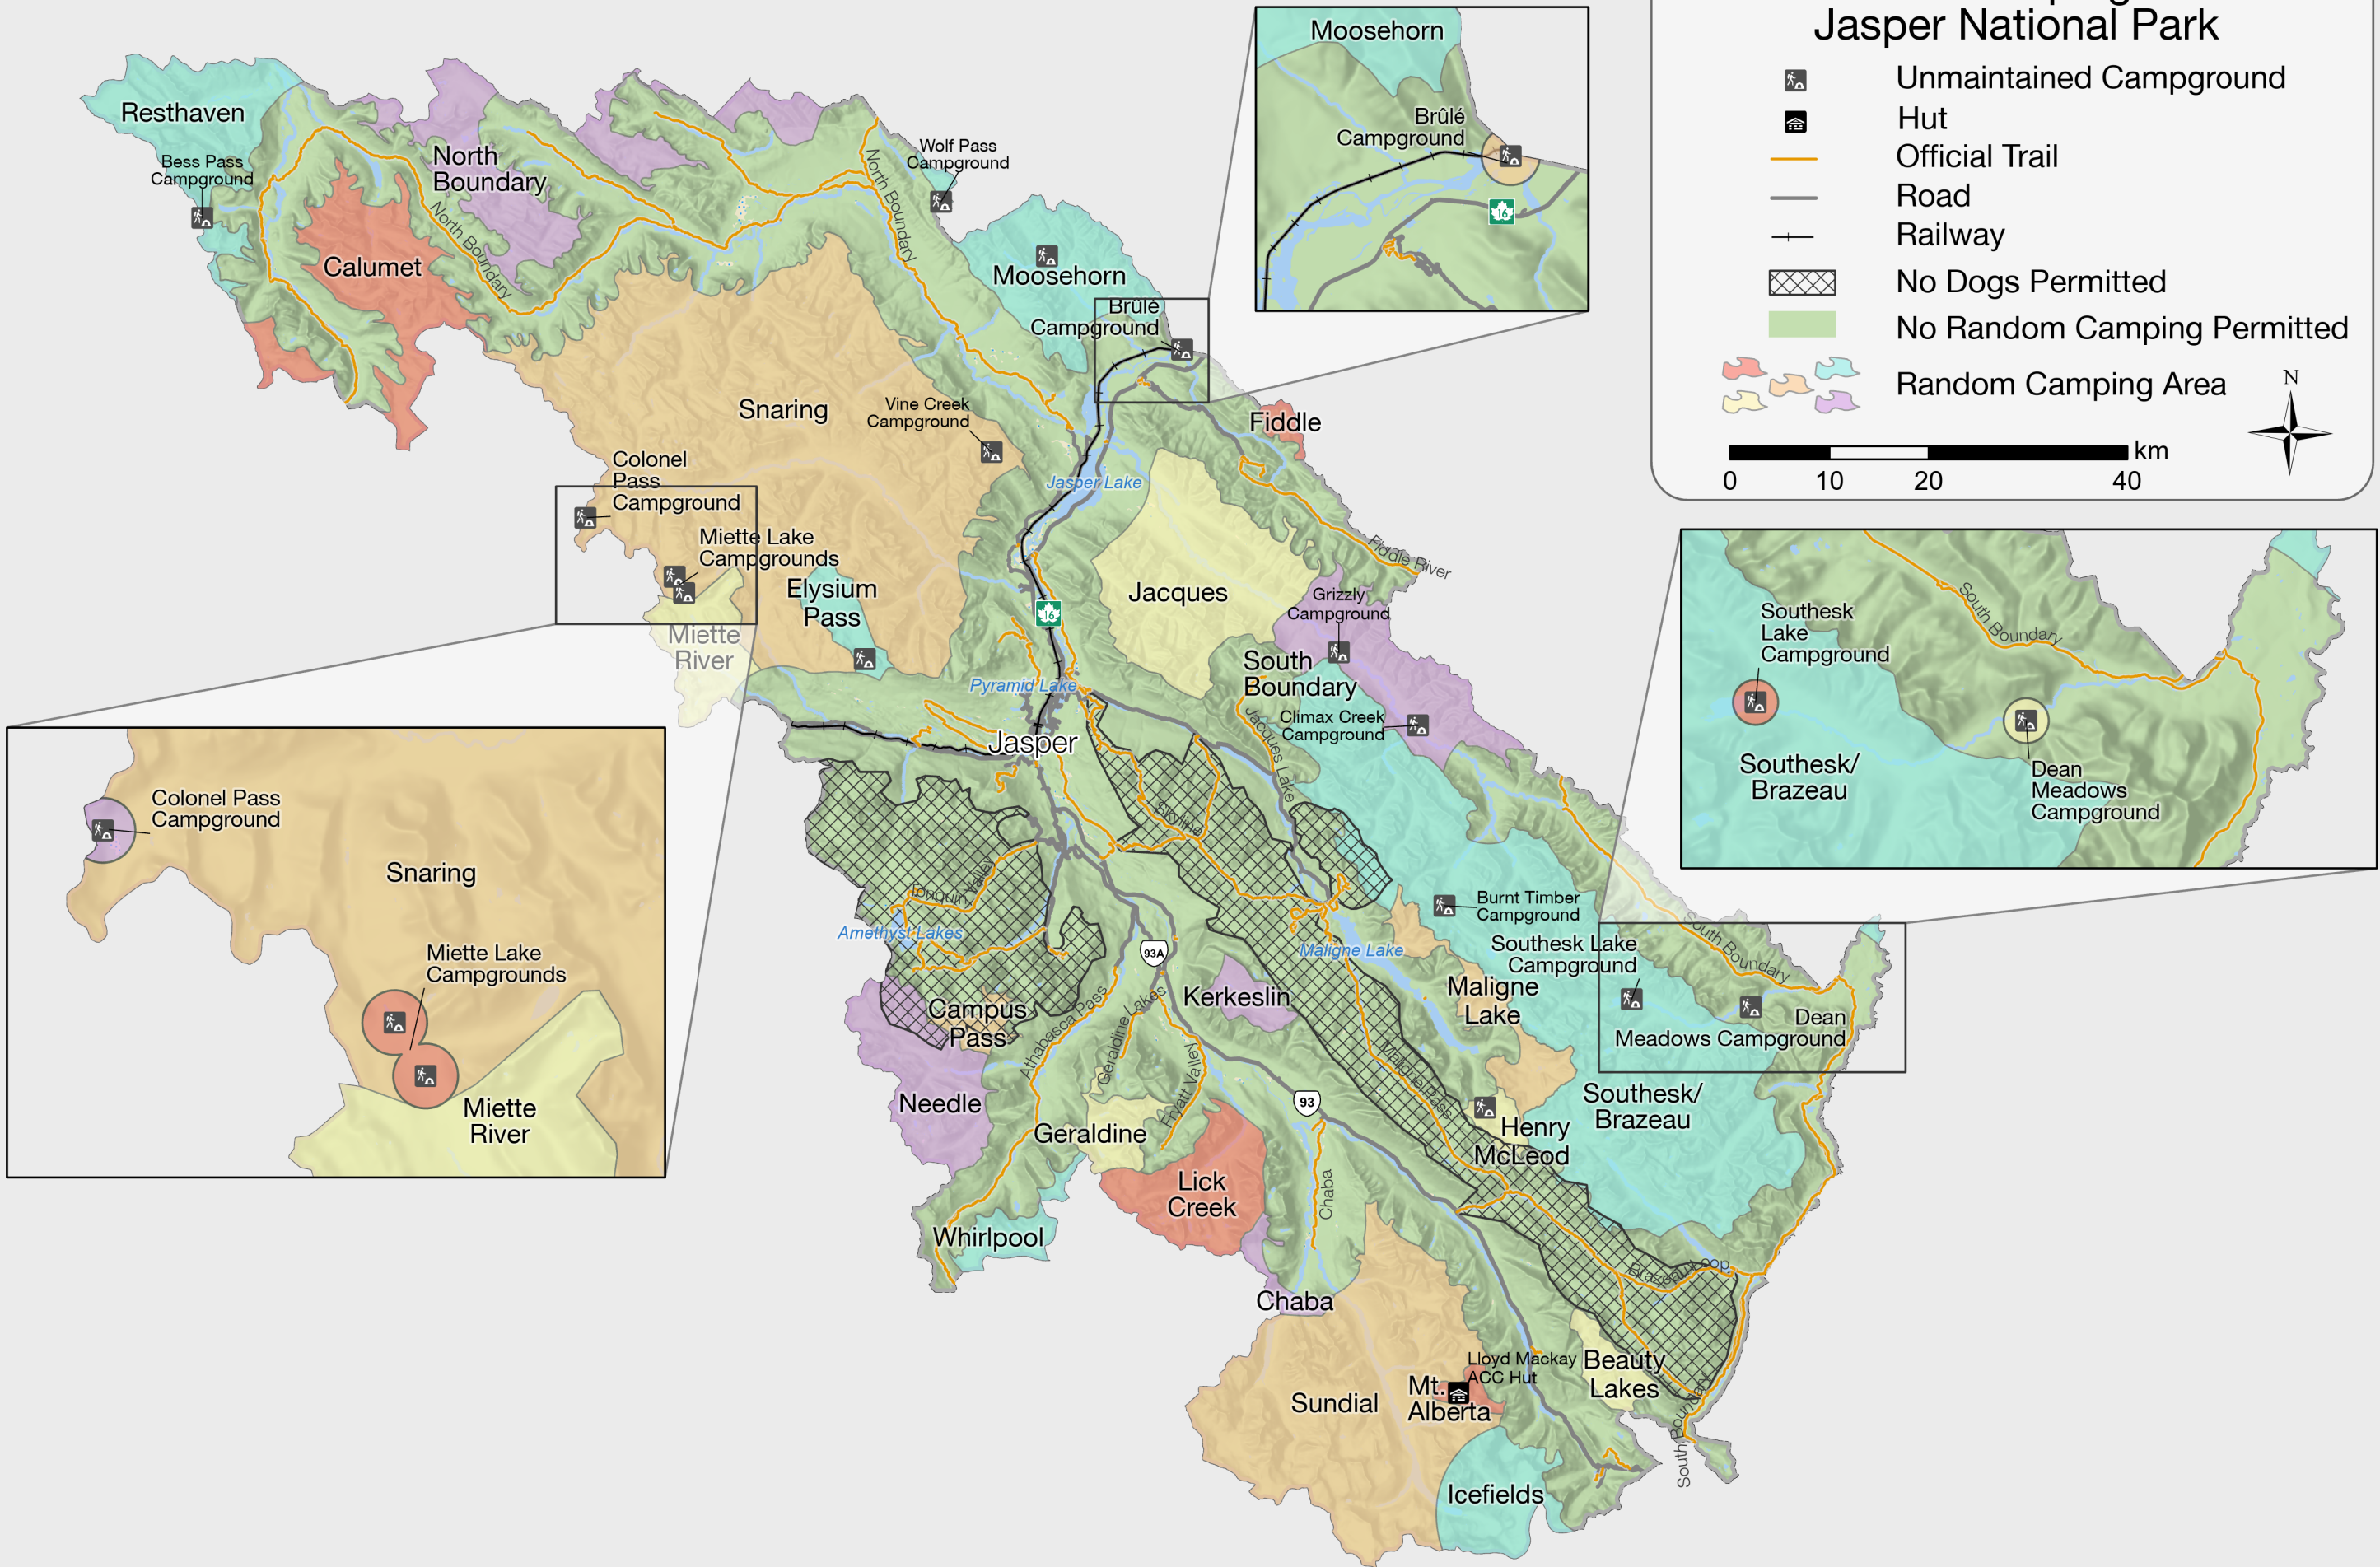 Jasper National Park
Unmaintained Campground
Hut
Official Trail
Road
Railway
No Dogs Permitted
No Random Camping Permitted
Random Camping Area
N
km
0 10 20 40
Moosehorn
Brûlé
Campground
16
Resthaven
Bess Pass
Campground
North
Boundary
North Boundary
Calumet
North Boundary
Wolf Pass
Campground
Moosehorn
Brûlé
Campground
Snaring
Vine Creek
Campground
Fiddle
Jasper Lake
Colonel
Pass
Campground
Miette Lake
Campgrounds
Elysium
Pass
Miette
River
Fiddle River
Jacques
Grizzly
Campground
16
South
Boundary
Pyramid Lake
Climax Creek
Campground
Jacques Lake
Jasper
Skyline
Tonquin Valley
Amethyst Lakes
93A
Maligne Lake
Burnt Timber
Campground
Southesk Lake
Campground
South Boundary
Dean
Meadows Campground
Maligne
Lake
Kerkeslin
Campus
Pass
Athabasca Pass
Geraldine Lakes
Fryatt Valley
Maligne Pass
Needle
93
Southesk/
Brazeau
Henry
McLeod
Geraldine
Lick
Creek
Chaba
Whirlpool
Brazeau Loop
Chaba
Lloyd Mackay
ACC Hut
Beauty
Lakes
Mt.
Alberta
Sundial
South Boundary
Icefields
Southesk
Lake
Campground
South Boundary
Southesk/
Brazeau
Dean
Meadows
Campground
Colonel Pass
Campground
Snaring
Miette Lake
Campgrounds
Miette
River